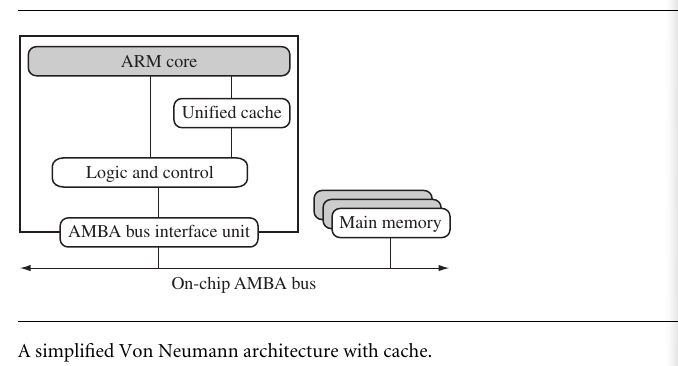 ARM core
Unified cache
Logic and control
Main memory
AMBA bus interface unit
On-chip AMBA bus
A simplified Von Neumann architecture with cache.